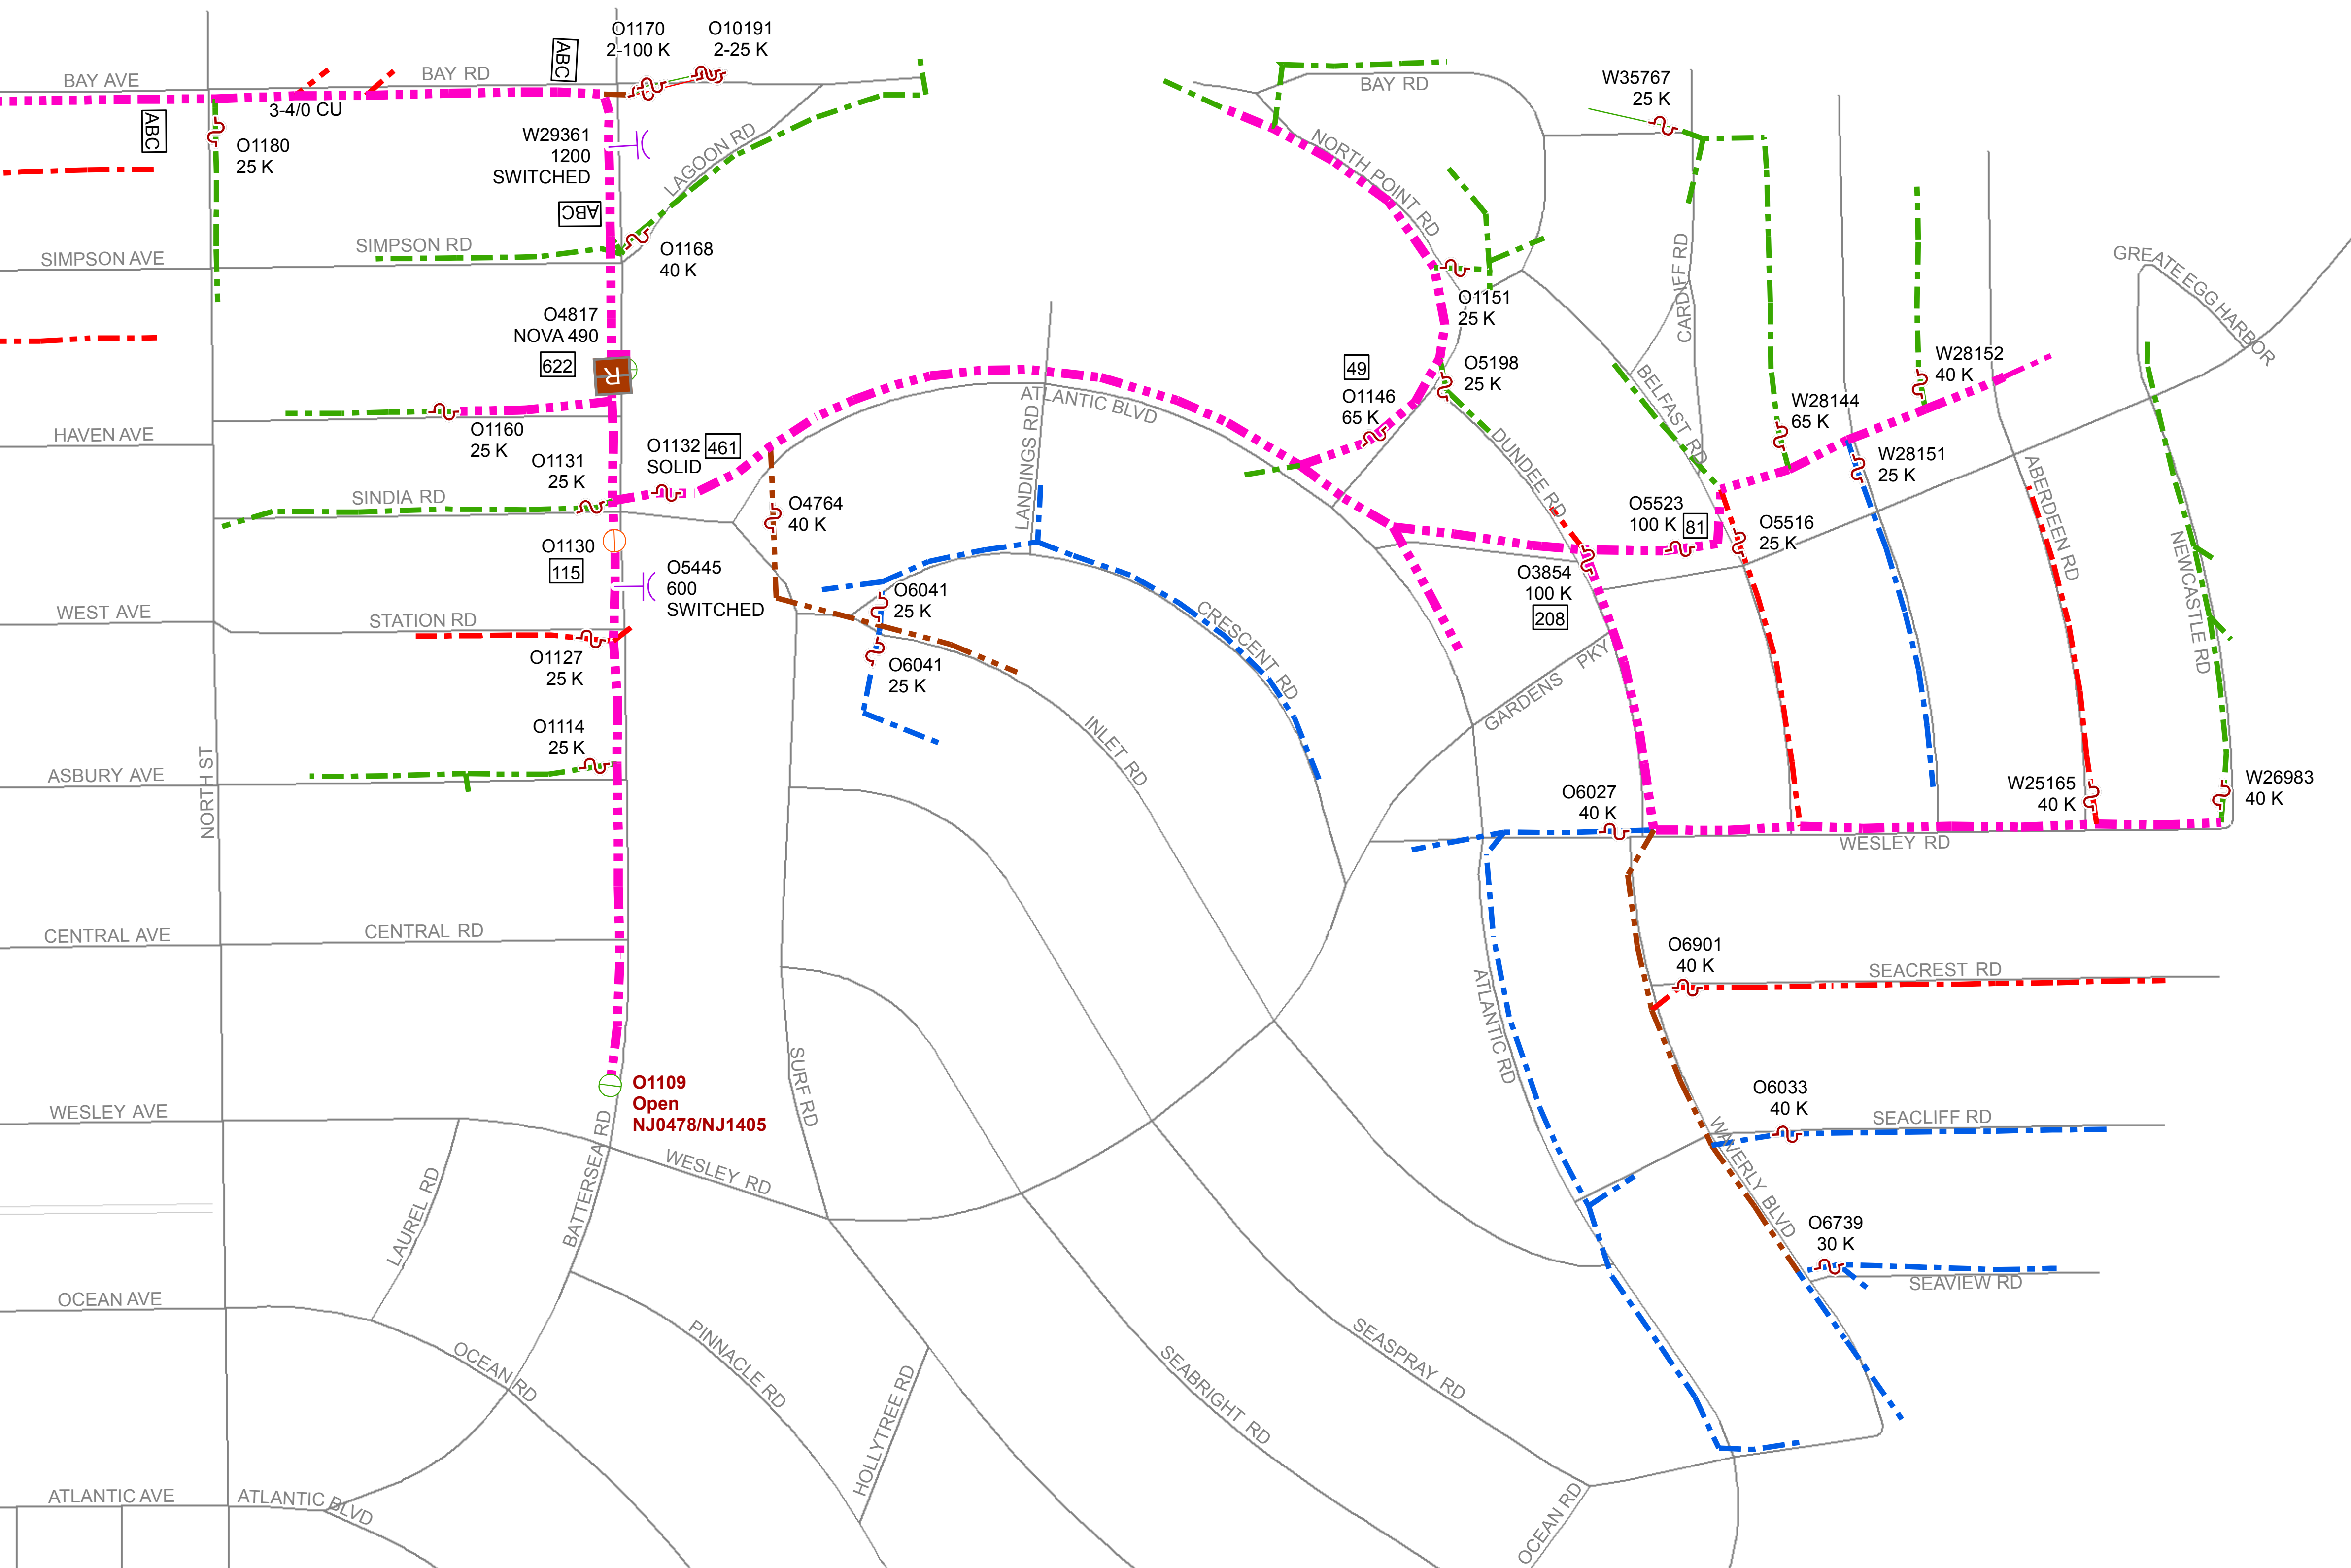 O1170
2-100 K
O10191
2-25 K
ABC
BAY AVE
BAY RD
3-4/0 CU
ABC
O1180
25 K
W29361
1200
SWITCHED
ABC
LAGOON RD
SIMPSON AVE
SIMPSON RD
O1168
40 K
O4817
NOVA 490
622
R
O1160
25 K
HAVEN AVE
O1131
25 K
O1132
SOLID
461
SINDIA RD
O1130
115
O5445
600
SWITCHED
WEST AVE
STATION RD
O1127
25 K
O1114
25 K
ASBURY AVE
NORTH ST
CENTRAL AVE
CENTRAL RD
O1109
Open
NJ0478/NJ1405
WESLEY AVE
WESLEY RD
BATTERSEA RD
LAUREL RD
SURF RD
OCEAN AVE
OCEAN RD
PINNACLE RD
HOLLYTREE RD
ATLANTIC AVE
ATLANTIC BLVD
O4764
40 K
O6041
25 K
O6041
25 K
LANDINGS RD
ATLANTIC BLVD
CRESCENT RD
INLET RD
BAY RD
NORTH POINT RD
W35767
25 K
CARDIFF RD
O1151
25 K
49
O1146
65 K
O5198
25 K
DUNDEE RD
BELFAST RD
W28144
65 K
W28152
40 K
W28151
25 K
GREATE EGG HARBOR
O5523
100 K
81
O5516
25 K
O3854
100 K
208
ABERDEEN RD
NEWCASTLE RD
GARDENS PKY
O6027
40 K
W25165
40 K
W26983
40 K
WESLEY RD
O6901
40 K
SEACREST RD
ATLANTIC RD
O6033
40 K
SEACLIFF RD
WAVERLY BLVD
O6739
30 K
SEAVIEW RD
SEASPRAY RD
SEABRIGHT RD
OCEAN RD